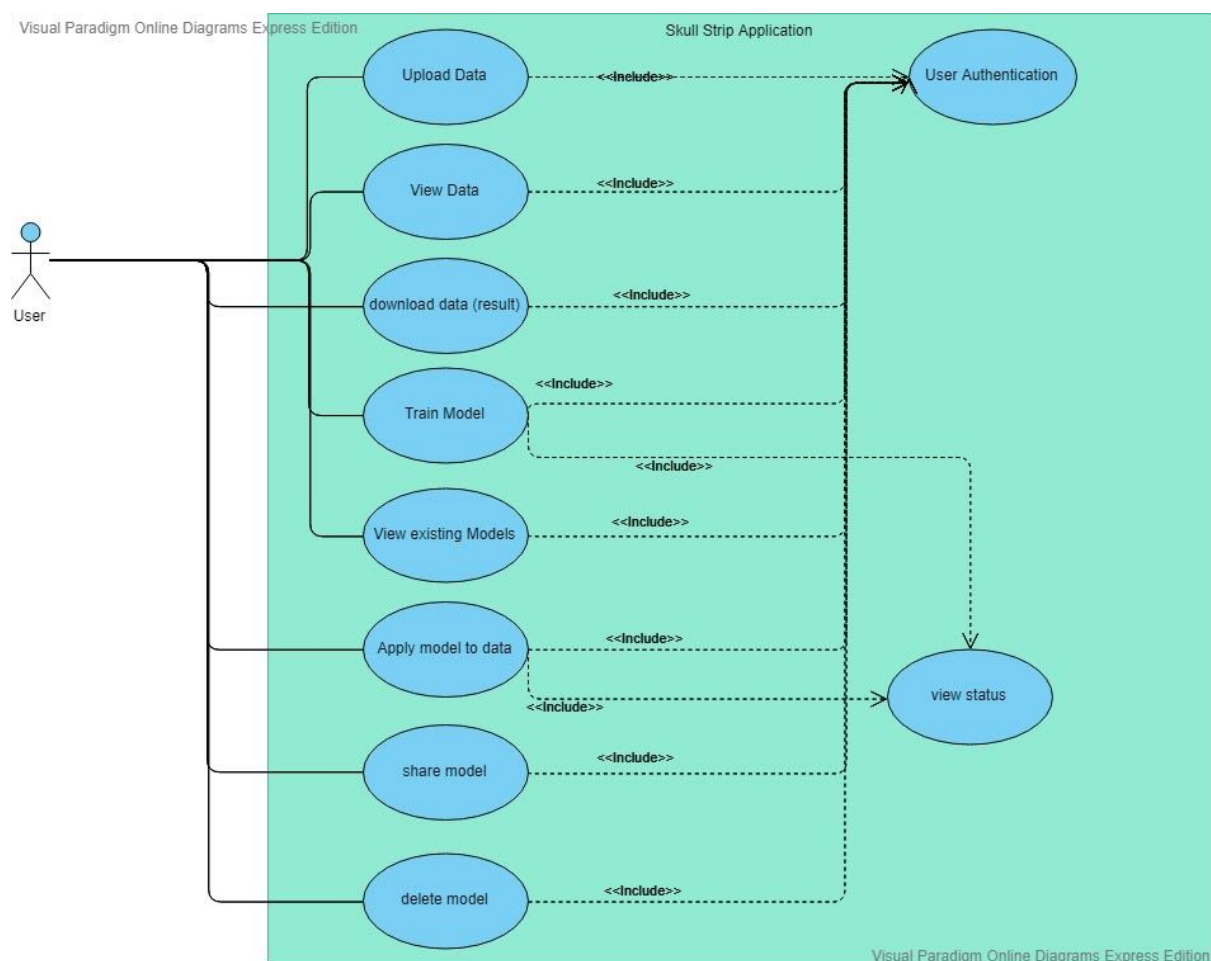 Visual Paradigm Online Diagrams Express Edition
Skull Strip Application
Upload Data
<<Include>>
User Authentication
View Data
<<Include>>
User
download data (result)
<<Include>>
<<Include>>
Train Model
<<Include>>
View existing Models
<<Include>>
Apply model to data
<<Include>>
view status
<<Include>>
share model
<<Include>>
delete model
<<Include>>
Visual Paradigm Online Diagrams Express Edition